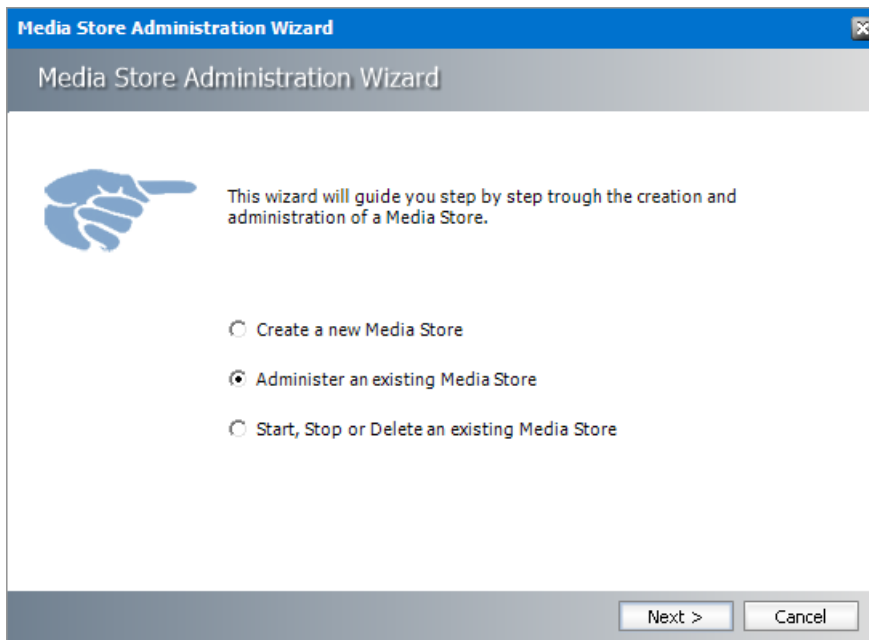 Media Store Administration Wizard
Media Store Administration Wizard
This wizard will guide you step by step trough the creation and
administration of a Media Store.
Create a new Media Store
Administer an existing Media Store
Start, Stop or Delete an existing Media Store
Next >
Cancel